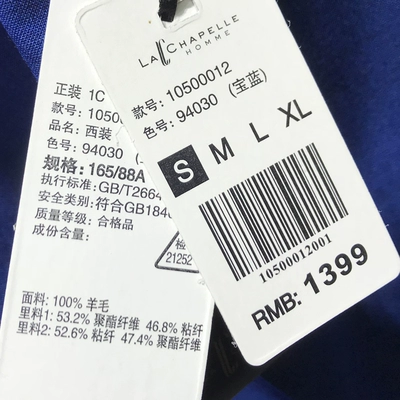 LA CHAPELLE
HOMME
款号: 10500012
色号: 94030 (宝蓝)
S M L XL
10500012001
RMB: 1399
正装 1C
款号: 10500
品名: 西装
色号: 94030
规格: 165/88A
执行标准: GB/T2664
安全类别: 符合GB1840
质量等级: 合格品
成份含量:
检
21252
面料: 100% 羊毛
里料1: 53.2% 聚酯纤维 46.8% 粘纤
里料2: 52.6% 粘纤 47.4% 聚酯纤维